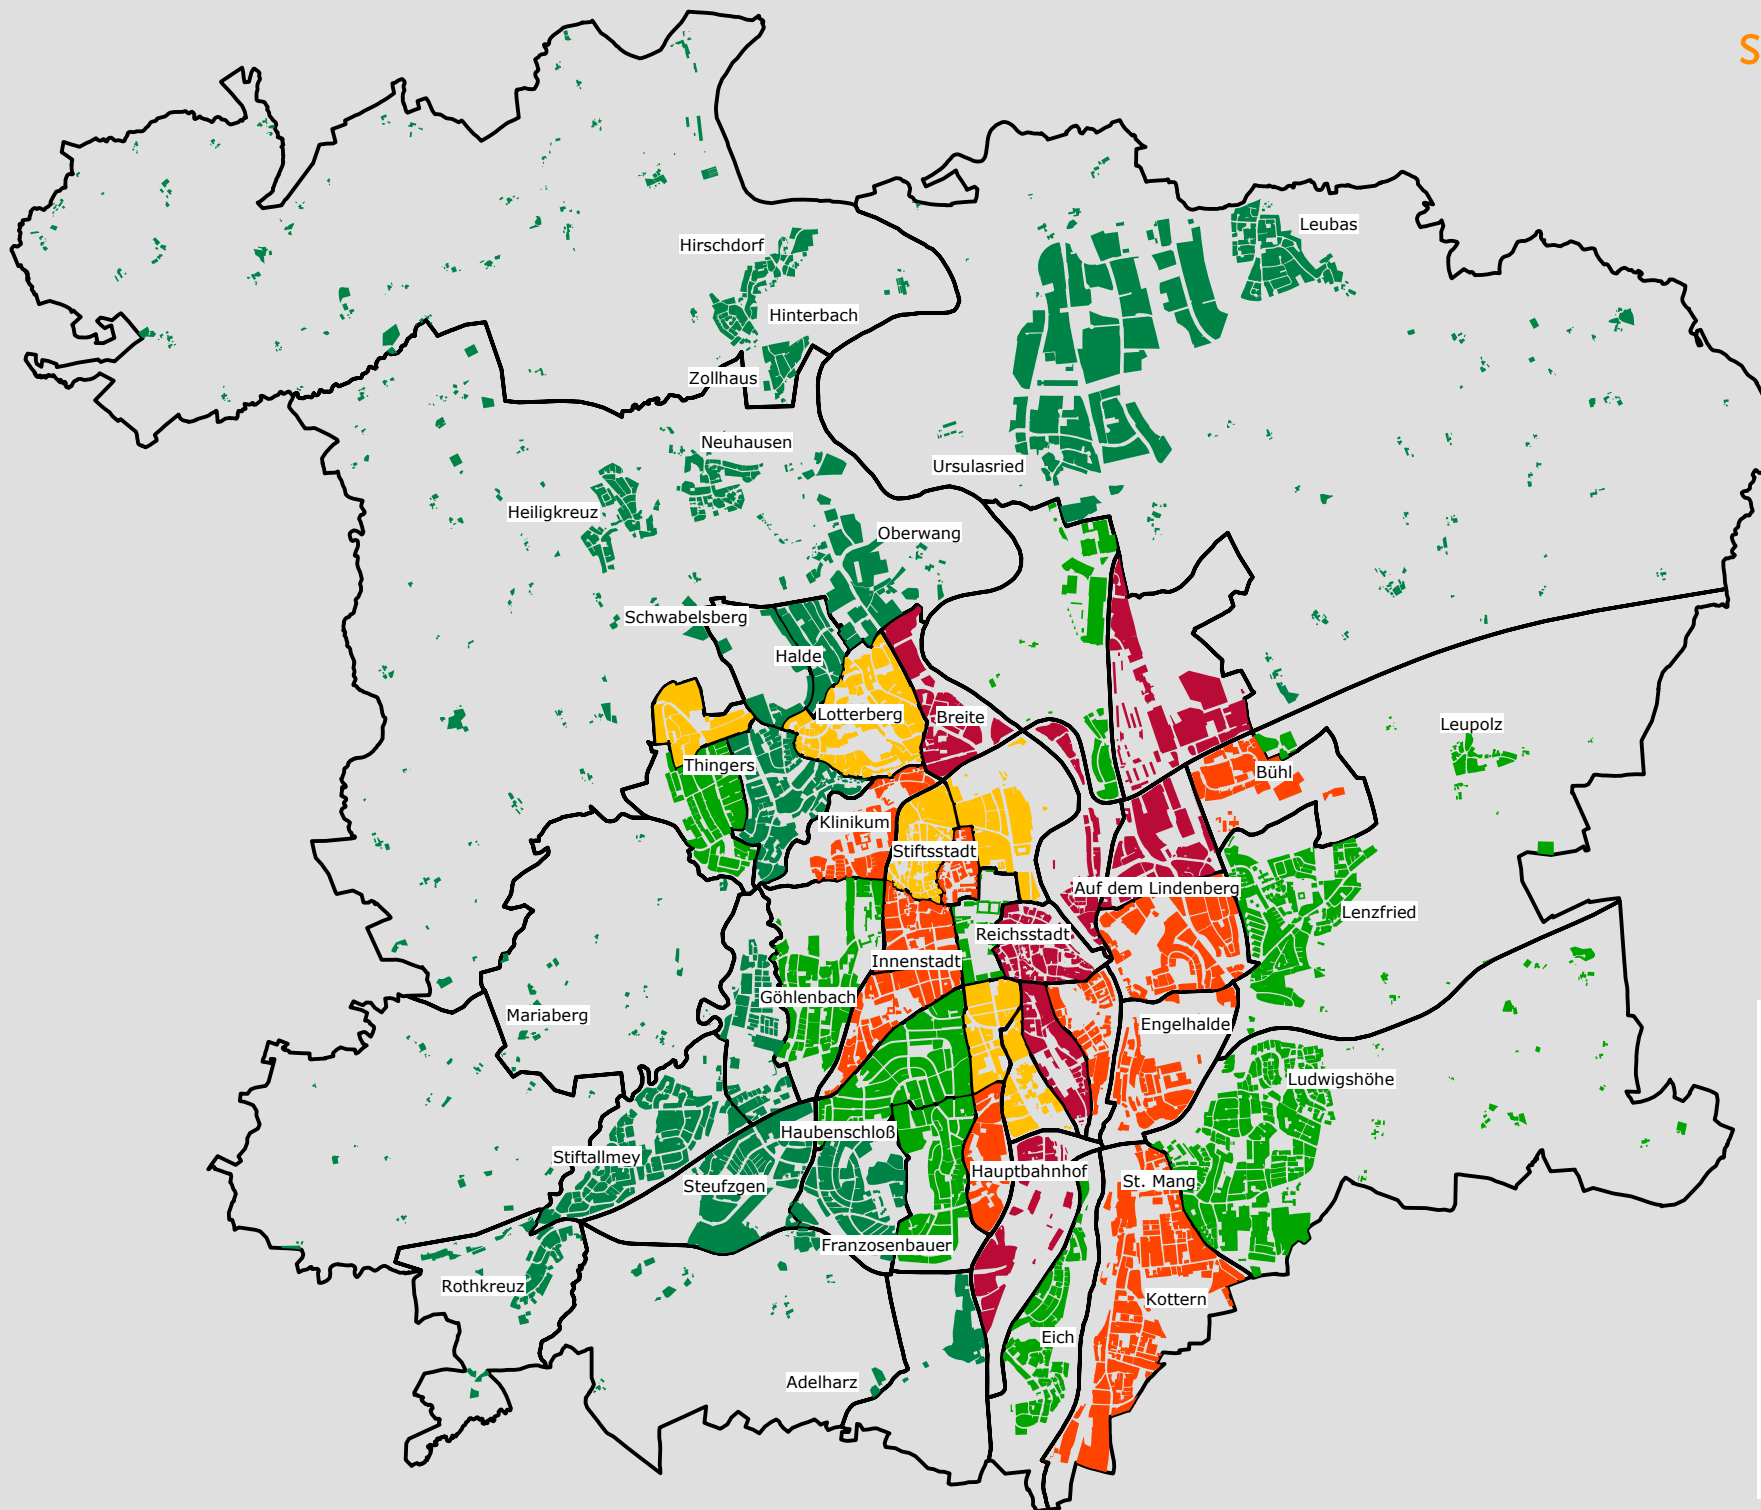 S
Leubas
Hirschdorf
Hinterbach
Zollhaus
Neuhausen
Ursulasried
Heiligkreuz
Oberwang
Schwabelsberg
Halde
Lotterberg
Breite
Leupolz
Thingers
Bühl
Klinikum
Stiftsstadt
Auf dem Lindenberg
Lenzfried
Reichsstadt
Innenstadt
Göhlenbach
Mariaberg
Engelhalde
Ludwigshöhe
Haubenschloß
Stiftallmey
Hauptbahnhof
St. Mang
Steufzgen
Franzosenbauer
Rothkreuz
Kottern
Eich
Adelharz